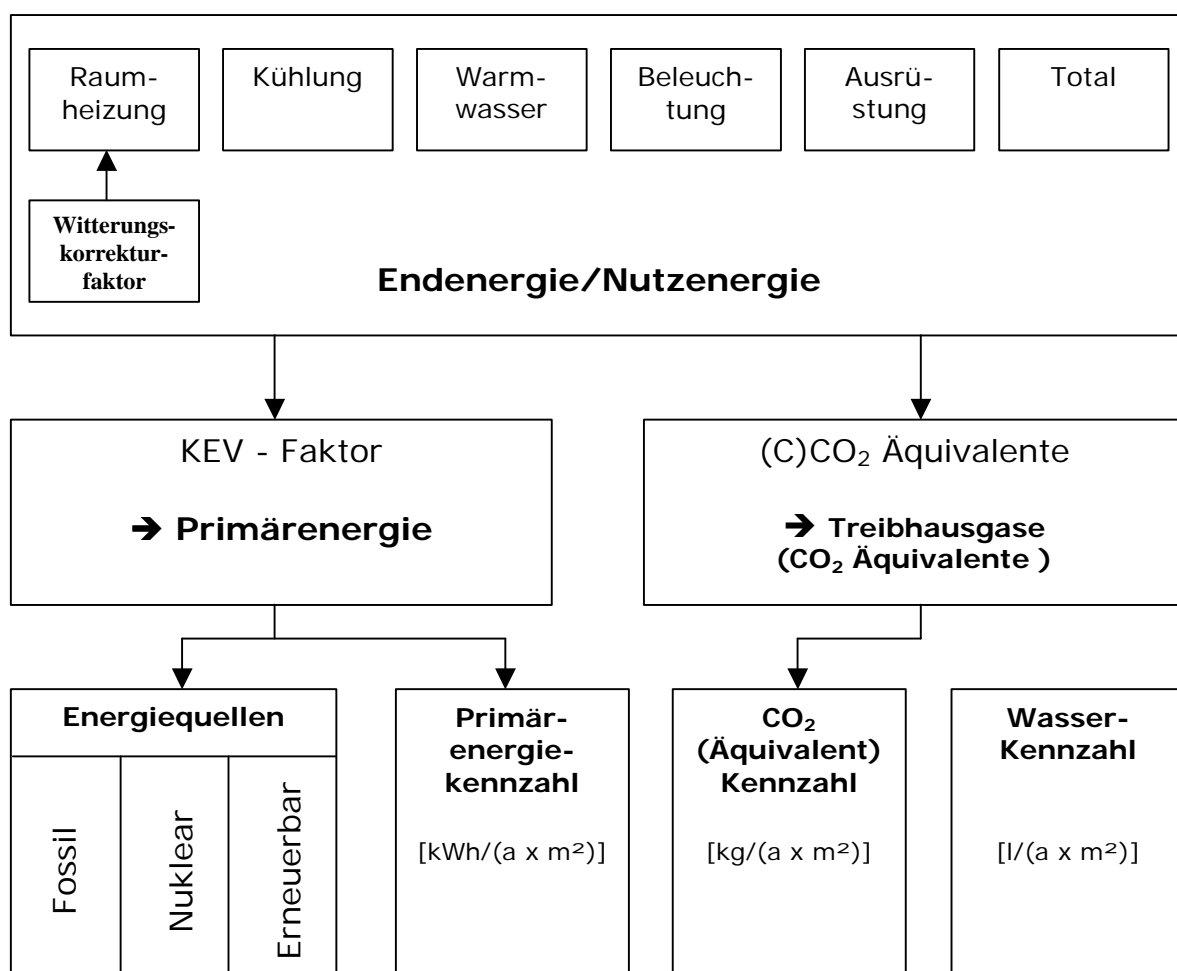 Raum-
heizung
Kühlung
Warm-
wasser
Beleuch-
tung
Ausrü-
stung
Total
Witterungs-
korrektur-
faktor
Endenergie/Nutzenergie
KEV - Faktor
➔ Primärenergie
(C)CO₂ Äquivalente
➔ Treibhausgase
(CO₂ Äquivalente )
Energiequellen
Fossil
Nuklear
Erneuerbar
Primär-
energie-
kennzahl
[kWh/(a x m²)]
CO₂
(Äquivalent)
Kennzahl
[kg/(a x m²)]
Wasser-
Kennzahl
[l/(a x m²)]